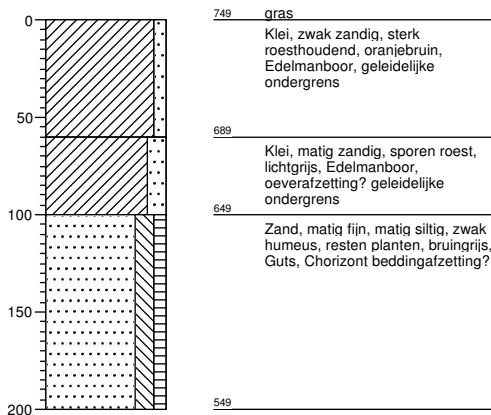 0
749 gras
Klei, zwak zandig, sterk
roesthoudend, oranjebruin,
Edelmanboor, geleidelijke
ondergrens
50
689
Klei, matig zandig, sporen roest,
lichtgrijs, Edelmanboor,
oeverafzetting? geleidelijke
ondergrens
100
649
Zand, matig fijn, matig siltig, zwak
humeus, resten planten, bruingrijs,
Guts, Chorizont beddingafzetting?
150
200
549